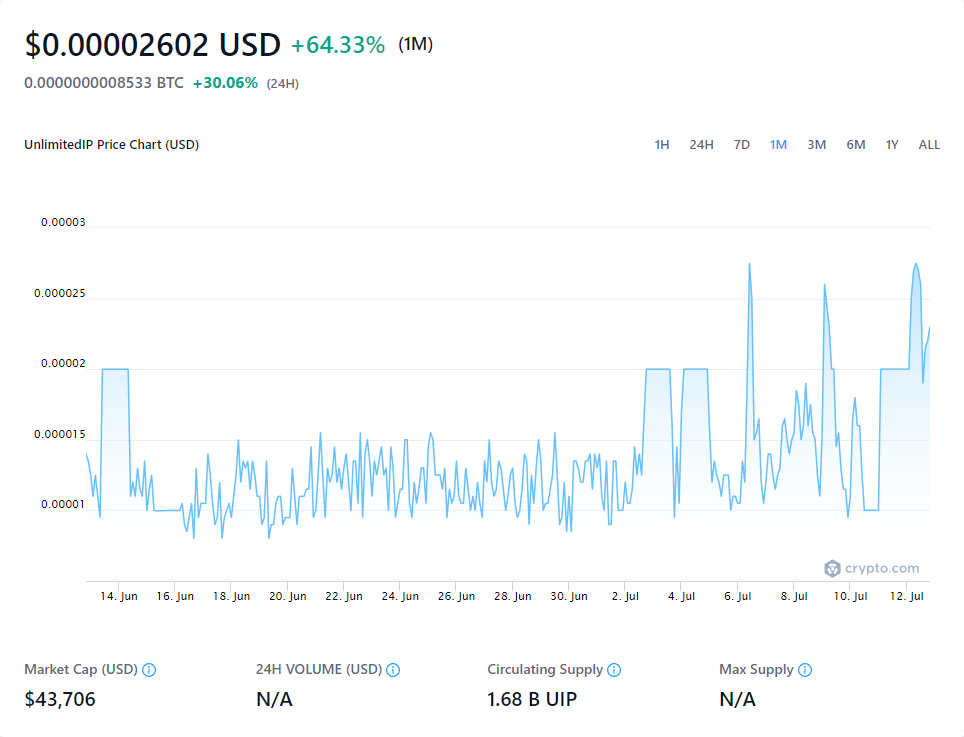 $0.00002602 USD +64.33% (1M)
0.0000000008533 BTC +30.06% (24H)
UnlimitedIP Price Chart (USD) 1H 24H 7D 1M 3M 6M 1Y ALL
0.00003
0.000025
0.00002
0.000015
0.00001
crypto.com
14. Jun 16. Jun 18. Jun 20. Jun 22. Jun 24. Jun 26. Jun 28. Jun 30. Jun 2. Jul 4. Jul 6. Jul 8. Jul 10. Jul 12. Jul
Market Cap (USD) 24H VOLUME (USD) Circulating Supply Max Supply
$43,706 N/A 1.68 B UIP N/A